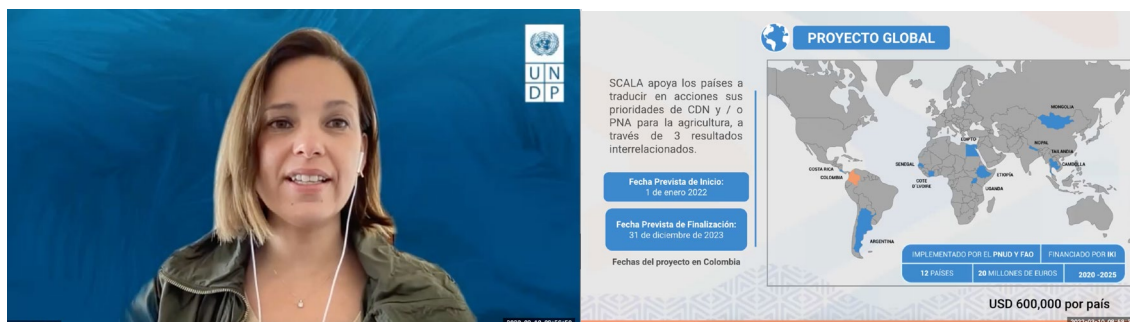 U N
D P
PROYECTO GLOBAL
SCALA apoya los países a
traducir en acciones sus
prioridades de CDN y / o
PNA para la agricultura, a
través de 3 resultados
interrelacionados.
Fecha Prevista de Inicio:
1 de enero 2022
Fecha Prevista de Finalización:
31 de diciembre de 2023
Fechas del proyecto en Colombia
MONGOLIA
EGIPTO
NEPAL
TAILANDIA
SENEGAL
CAMBOLLA
COSTA RICA
ETIOPÍA
COLOMBIA
COTE
D´LVOIRE
UGANDA
ARGENTINA
IMPLEMENTADO POR EL PNUD Y FAO
FINANCIADO POR IKI
12 PAÍSES
20 MILLONES DE EUROS
2020 -2025
USD 600,000 por país